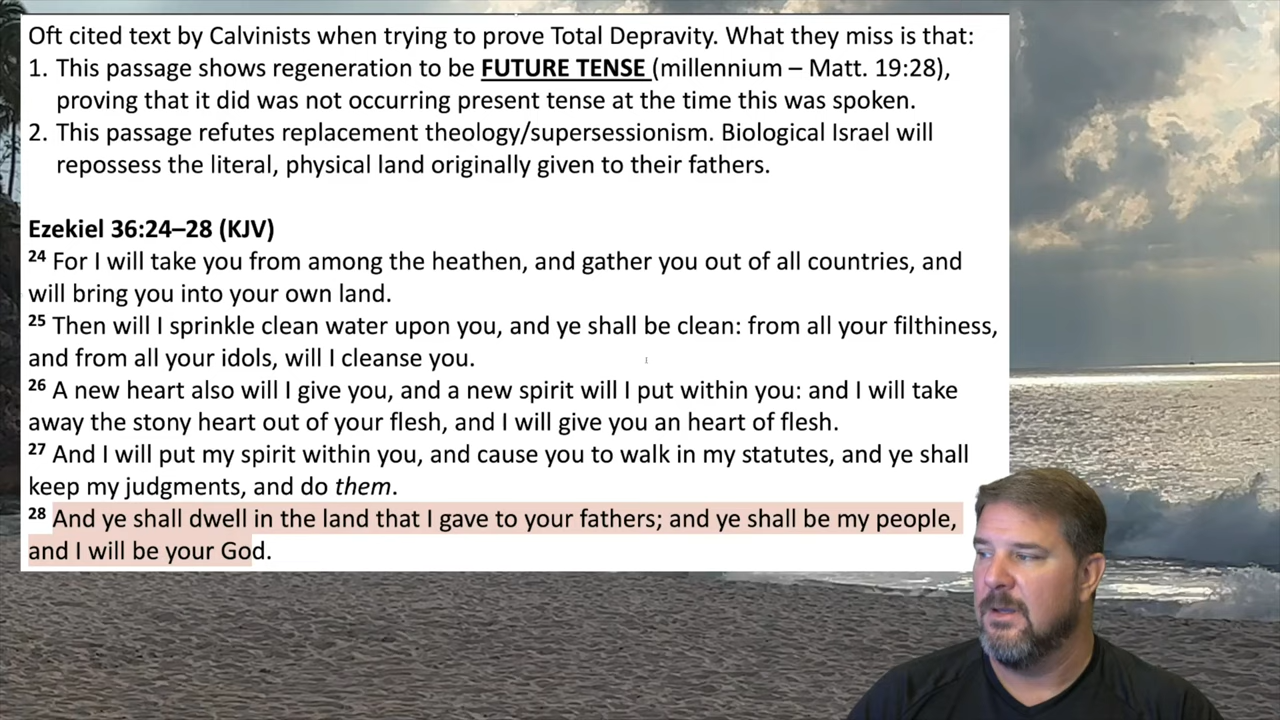 Oft cited text by Calvinists when trying to prove Total Depravity. What they miss is that:
1. This passage shows regeneration to be FUTURE TENSE (millennium – Matt. 19:28),
proving that it did was not occurring present tense at the time this was spoken.
2. This passage refutes replacement theology/supersessionism. Biological Israel will
repossess the literal, physical land originally given to their fathers.
Ezekiel 36:24–28 (KJV)
24 For I will take you from among the heathen, and gather you out of all countries, and
will bring you into your own land.
25 Then will I sprinkle clean water upon you, and ye shall be clean: from all your filthiness,
and from all your idols, will I cleanse you.
26 A new heart also will I give you, and a new spirit will I put within you: and I will take
away the stony heart out of your flesh, and I will give you an heart of flesh.
27 And I will put my spirit within you, and cause you to walk in my statutes, and ye shall
keep my judgments, and do them.
28 And ye shall dwell in the land that I gave to your fathers; and ye shall be my people,
and I will be your God.